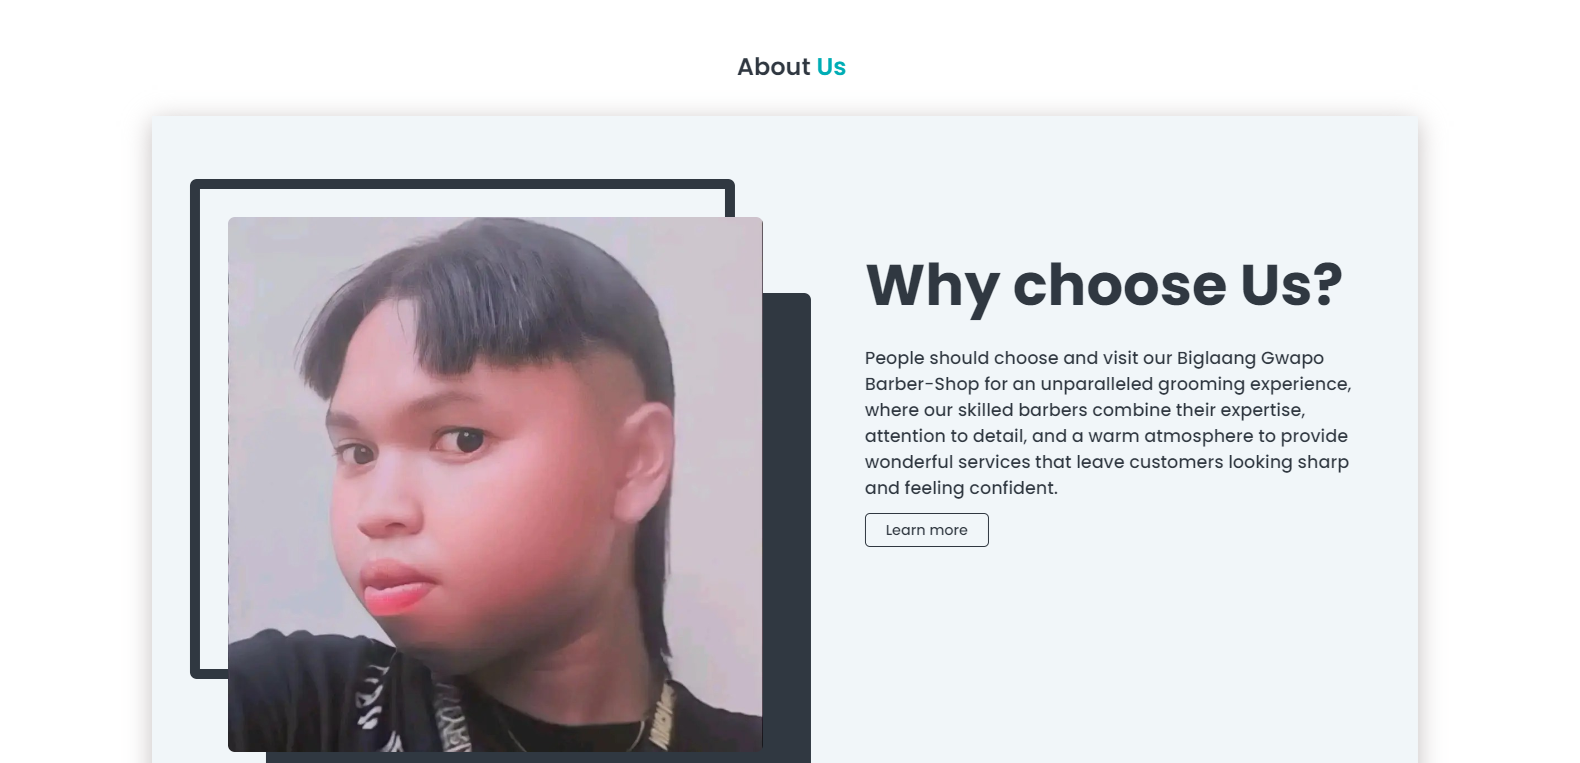 About Us
Why choose Us?
People should choose and visit our Biglaang Gwapo
Barber-Shop for an unparalleled grooming experience,
where our skilled barbers combine their expertise,
attention to detail, and a warm atmosphere to provide
wonderful services that leave customers looking sharp
and feeling confident.
Learn more